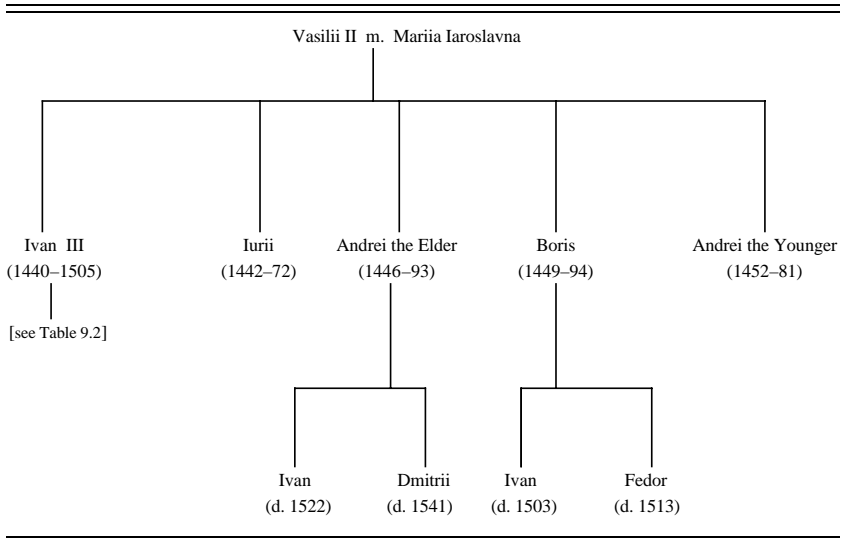 Vasilii II m. Mariia Iaroslavna
Ivan III
(1440–1505)
[see Table 9.2]
Iurii
(1442–72)
Andrei the Elder
(1446–93)
Boris
(1449–94)
Andrei the Younger
(1452–81)
Ivan
(d. 1522)
Dmitrii
(d. 1541)
Ivan
(d. 1503)
Fedor
(d. 1513)